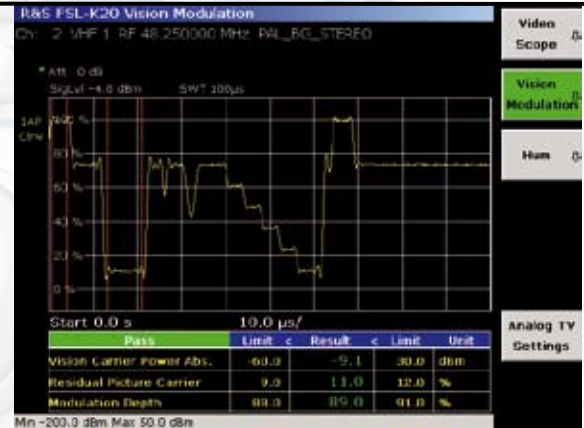 R&S FSL-K20 Vision Modulation
Ch: 2 VHF 1 RF 48.250000 MHz PAL_BG_STEREO
* Att 0 dB
SigLvl -4.0 dBm SWT 100µs
1AP
Clrw
100 %
80 %
60 %
40 %
20 %
0 %
Start 0.0 s 10.0 µs/
Pass Limit < Result < Limit Unit
Vision Carrier Power Abs. -60.0 -9.1 30.0 dBm
Residual Picture Carrier 9.0 11.0 12.0 %
Modulation Depth 88.0 89.0 91.0 %
Min -200.0 dBm Max 50.0 dBm
Video
Scope
Vision
Modulation
Hum
Analog TV
Settings